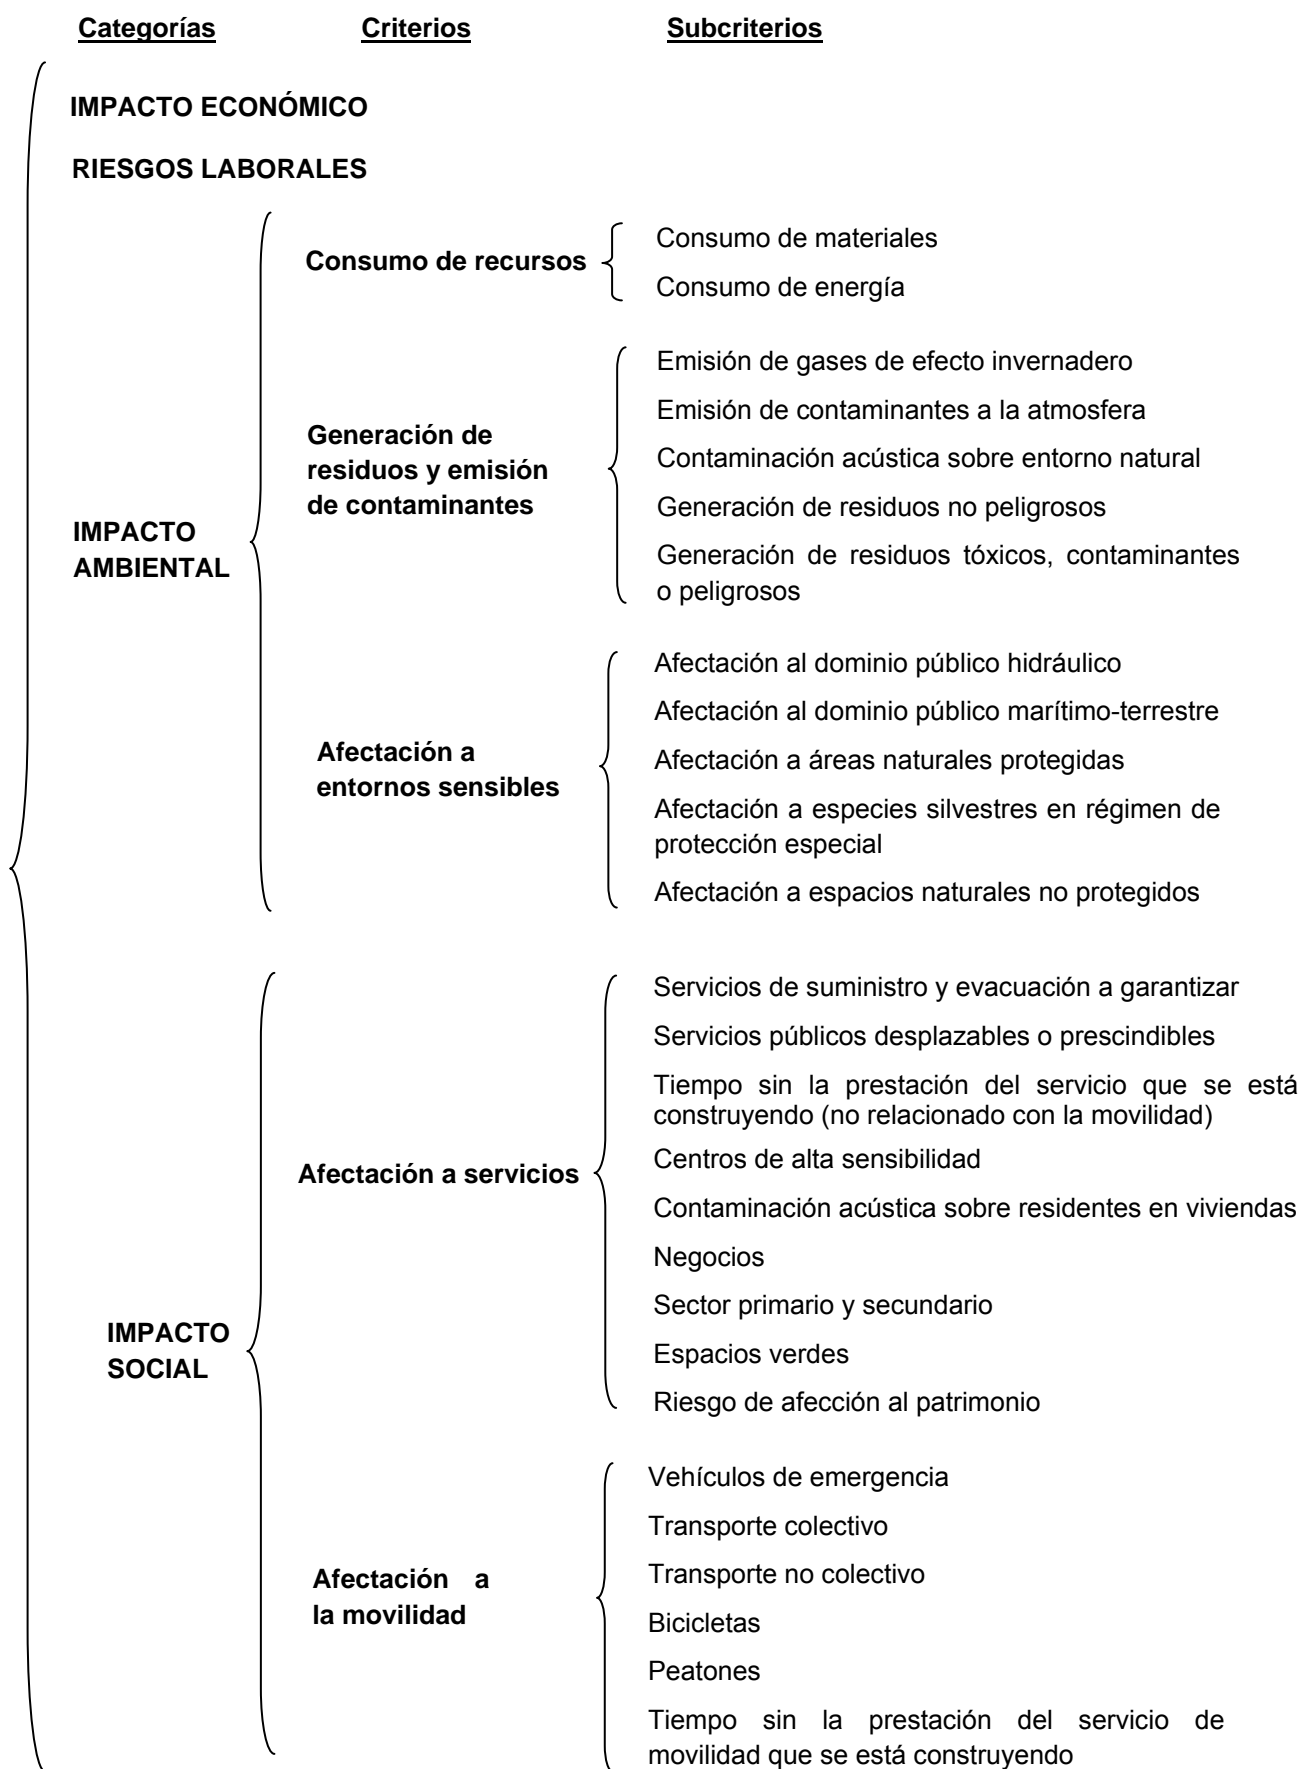 Categorías Criterios Subcriterios
IMPACTO ECONÓMICO
RIESGOS LABORALES
IMPACTO
AMBIENTAL
Consumo de recursos
Consumo de materiales
Consumo de energía
Generación de
residuos y emisión
de contaminantes
Emisión de gases de efecto invernadero
Emisión de contaminantes a la atmosfera
Contaminación acústica sobre entorno natural
Generación de residuos no peligrosos
Generación de residuos tóxicos, contaminantes
o peligrosos
Afectación a
entornos sensibles
Afectación al dominio público hidráulico
Afectación al dominio público marítimo-terrestre
Afectación a áreas naturales protegidas
Afectación a especies silvestres en régimen de
protección especial
Afectación a espacios naturales no protegidos
IMPACTO
SOCIAL
Afectación a servicios
Servicios de suministro y evacuación a garantizar
Servicios públicos desplazables o prescindibles
Tiempo sin la prestación del servicio que se está
construyendo (no relacionado con la movilidad)
Centros de alta sensibilidad
Contaminación acústica sobre residentes en viviendas
Negocios
Sector primario y secundario
Espacios verdes
Riesgo de afección al patrimonio
Afectación a
la movilidad
Vehículos de emergencia
Transporte colectivo
Transporte no colectivo
Bicicletas
Peatones
Tiempo sin la prestación del servicio de
movilidad que se está construyendo